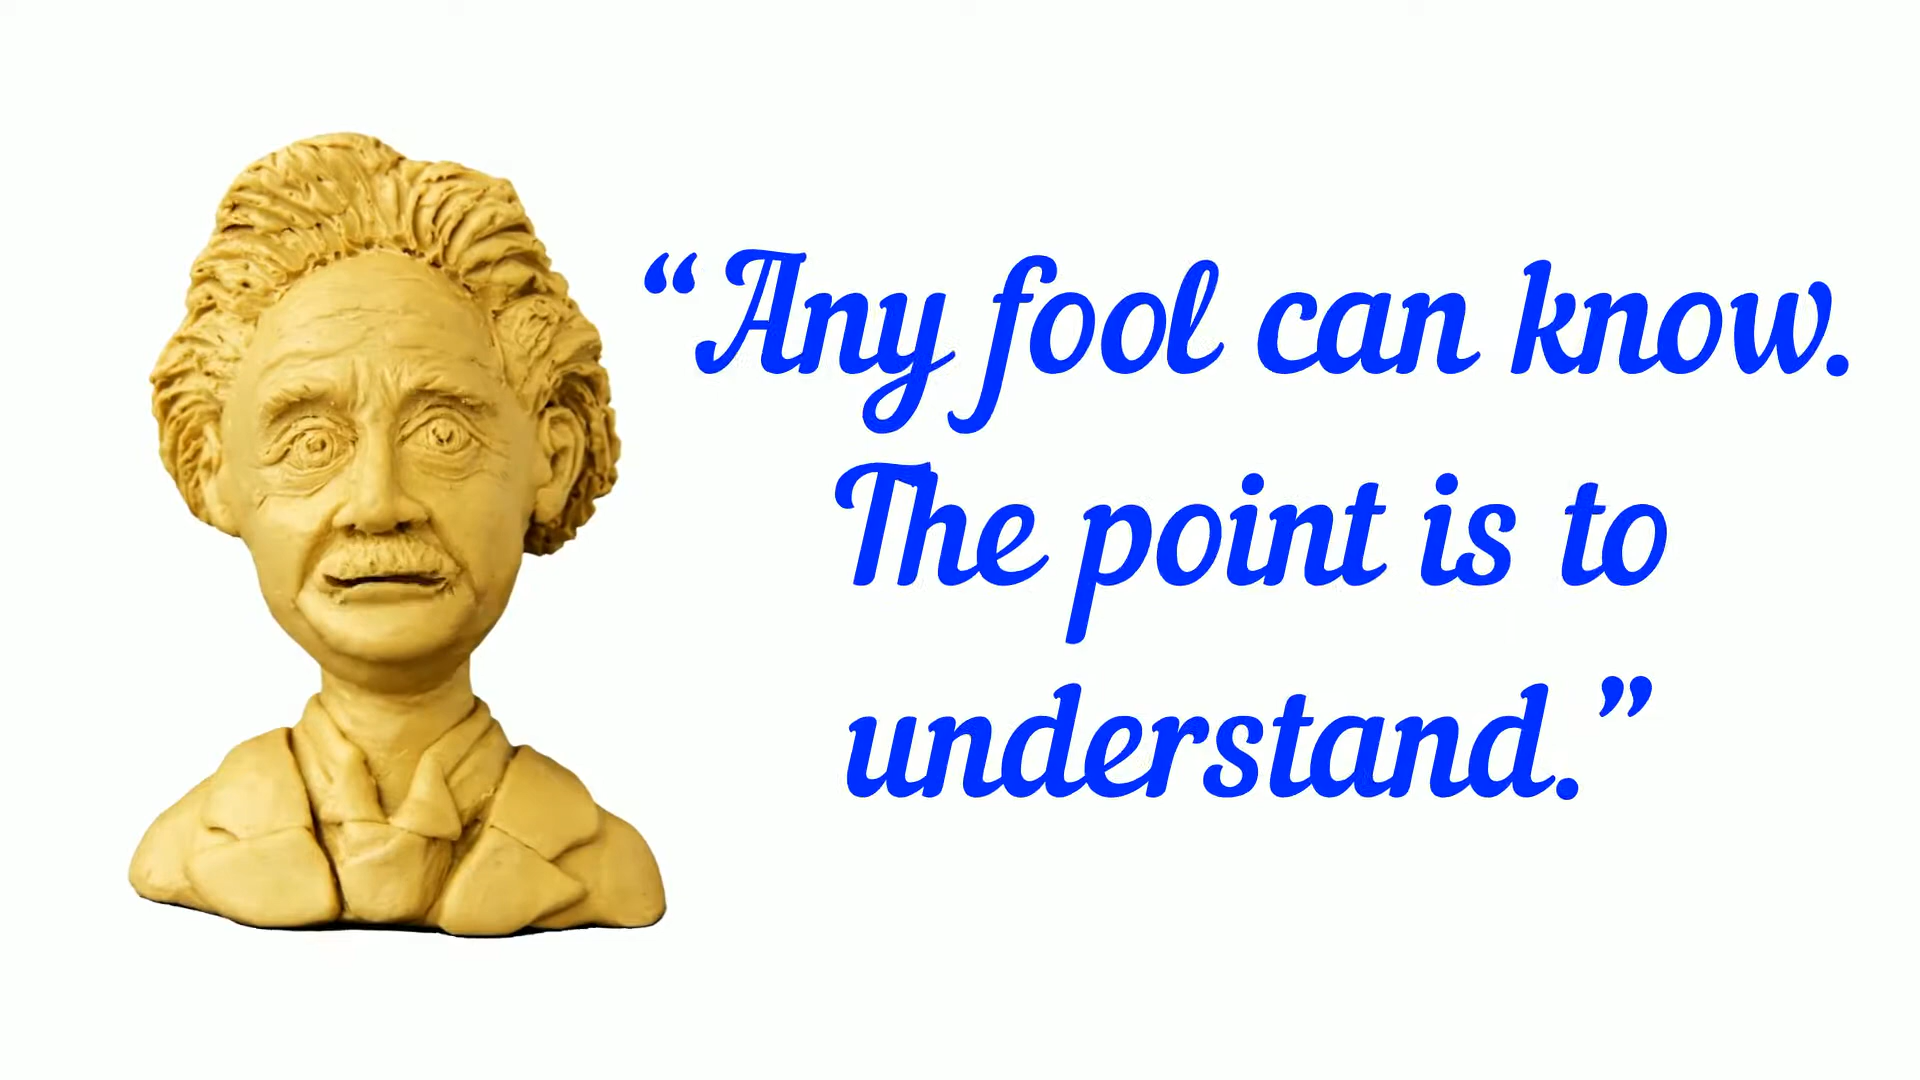 “Any fool can know.
The point is to
understand.”